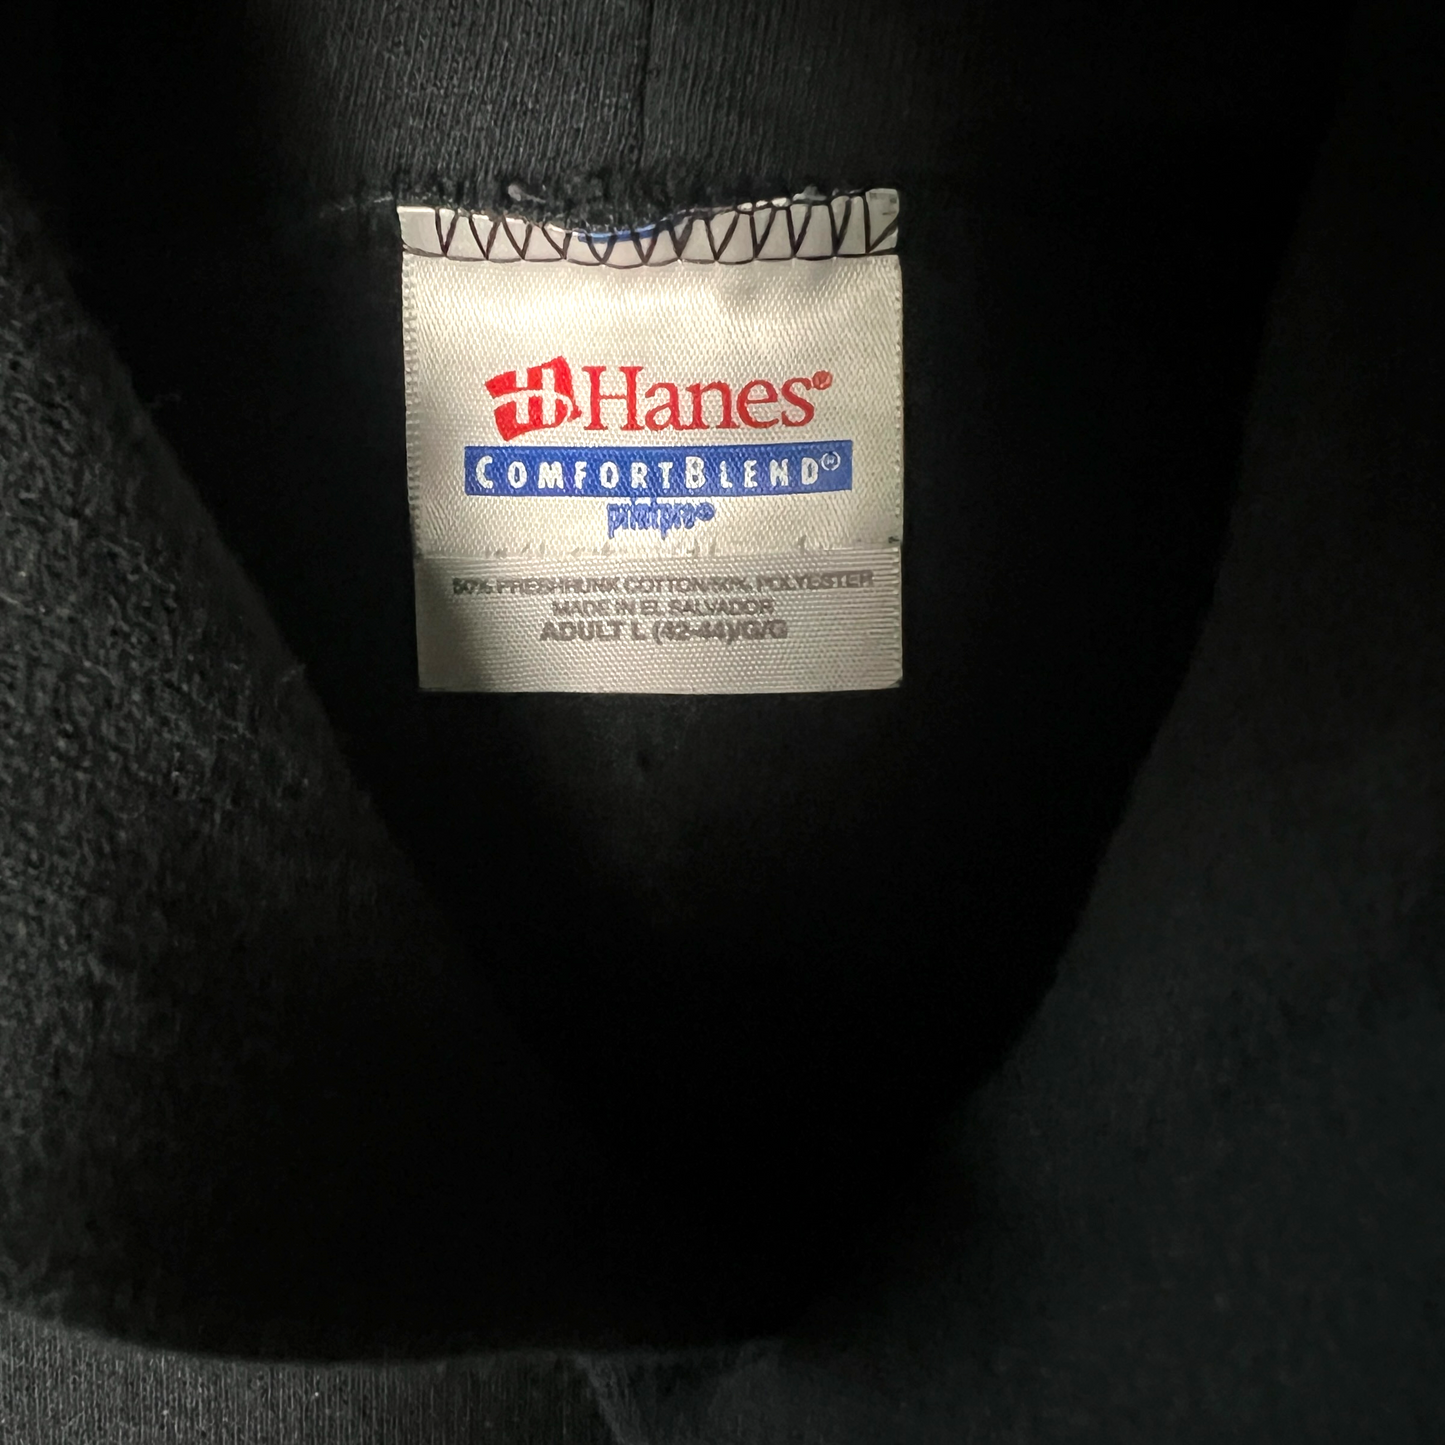 Hanes®
COMFORTBLEND®
printpro®
50% PRESHRUNK COTTON/50% POLYESTER
MADE IN EL SALVADOR
ADULT L (42-44)/G/G